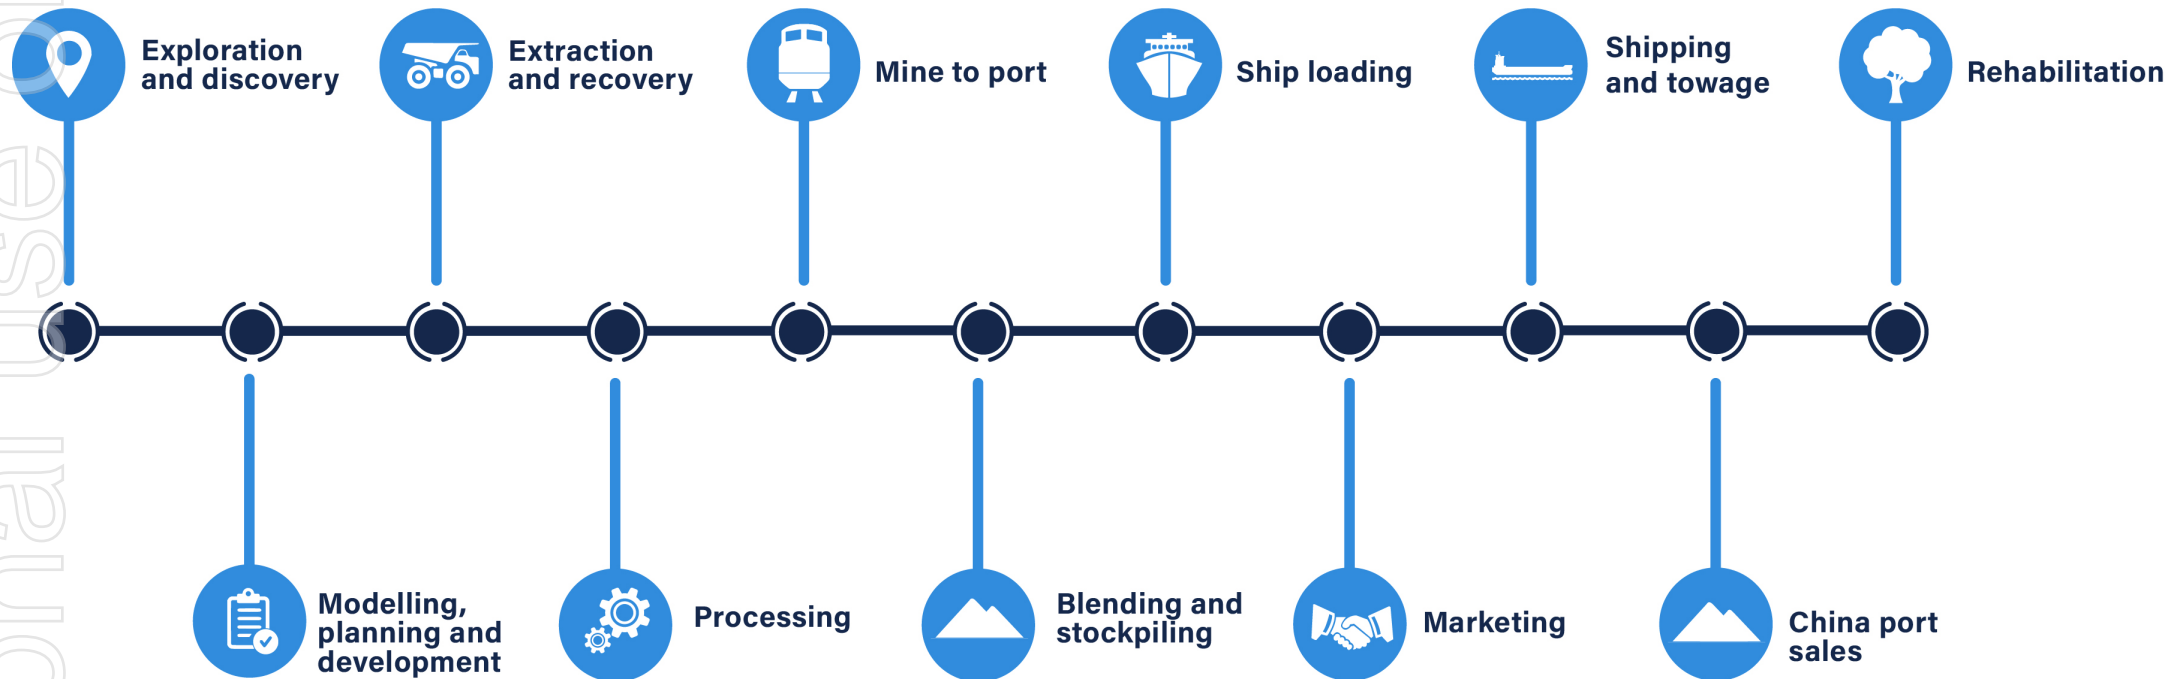 Exploration
and discovery
Modelling,
planning and
development
Extraction
and recovery
Processing
Mine to port
Blending and
stockpiling
Ship loading
Marketing
Shipping
and towage
China port
sales
Rehabilitation